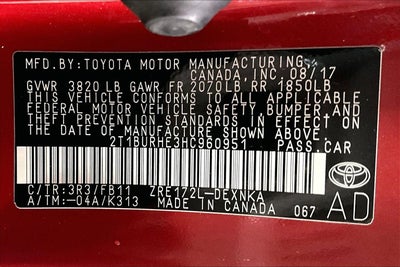 MFD.BY:TOYOTA MOTOR MANUFACTURING
CANADA,INC.08/17
GVWR 3820LB GAWR FR 2070LB RR 1850LB
THIS VEHICLE CONFORMS TO ALL APPLICABLE
FEDERAL MOTOR VEHICLE SAFETY, BUMPER, AND
THEFT PREVENTION STANDARDS IN EFFECT ON
THE DATE OF MANUFACTURE SHOWN ABOVE.
2T1BURHE3HC960951 PASS.CAR
C/TR:3R3/FB11 ZRE172L-DEXNKA
A/TM:-04A/K313 MADE IN CANADA 067
TOYOTA
AD